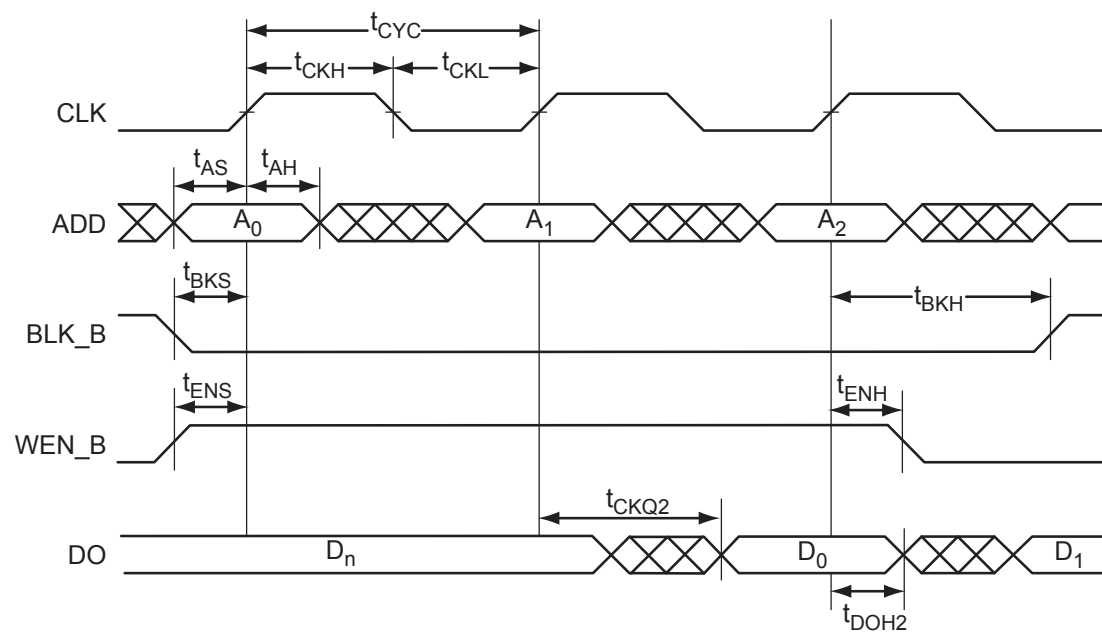 tCYC
tCKH tCKL
CLK
tAS tAH
ADD A0 A1 A2
tBKS tBKH
BLK_B
tENS tENH
WEN_B
tCKQ2
DO Dn D0 D1
tDOH2